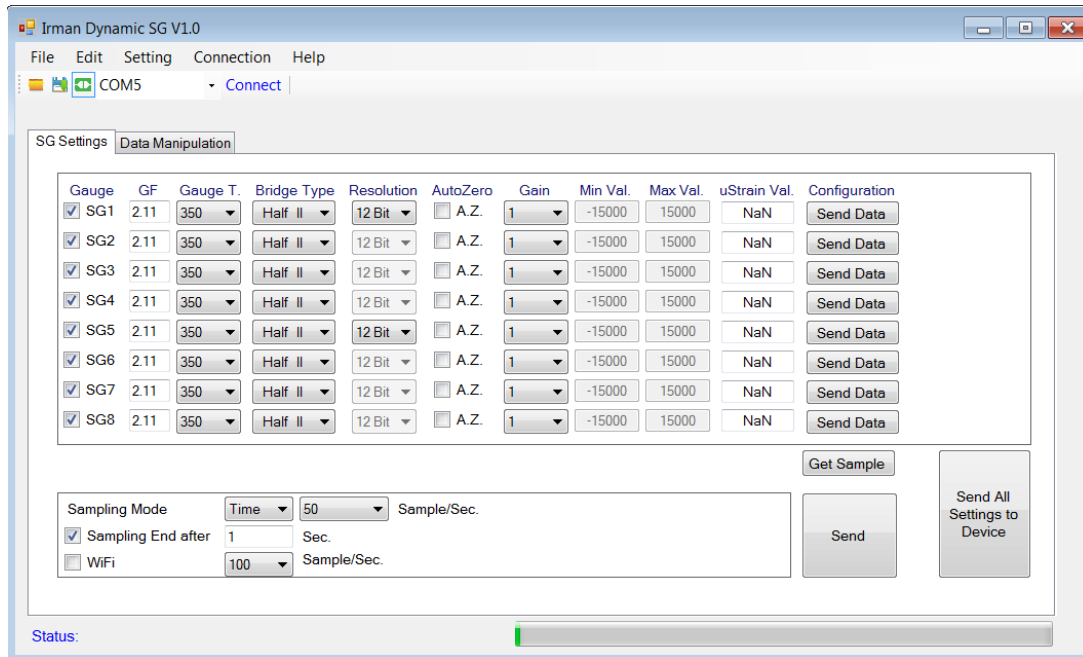 Irman Dynamic SG V1.0
File Edit Setting Connection Help
COM5 Connect
SG Settings Data Manipulation
Gauge GF Gauge T. Bridge Type Resolution AutoZero Gain Min Val. Max Val. uStrain Val. Configuration
SG1 2.11 350 Half II 12 Bit A.Z. 1 -15000 15000 NaN Send Data
SG2 2.11 350 Half II 12 Bit A.Z. 1 -15000 15000 NaN Send Data
SG3 2.11 350 Half II 12 Bit A.Z. 1 -15000 15000 NaN Send Data
SG4 2.11 350 Half II 12 Bit A.Z. 1 -15000 15000 NaN Send Data
SG5 2.11 350 Half II 12 Bit A.Z. 1 -15000 15000 NaN Send Data
SG6 2.11 350 Half II 12 Bit A.Z. 1 -15000 15000 NaN Send Data
SG7 2.11 350 Half II 12 Bit A.Z. 1 -15000 15000 NaN Send Data
SG8 2.11 350 Half II 12 Bit A.Z. 1 -15000 15000 NaN Send Data
Get Sample
Sampling Mode Time 50 Sample/Sec.
Sampling End after 1 Sec.
WiFi 100 Sample/Sec.
Send
Send All
Settings to
Device
Status: